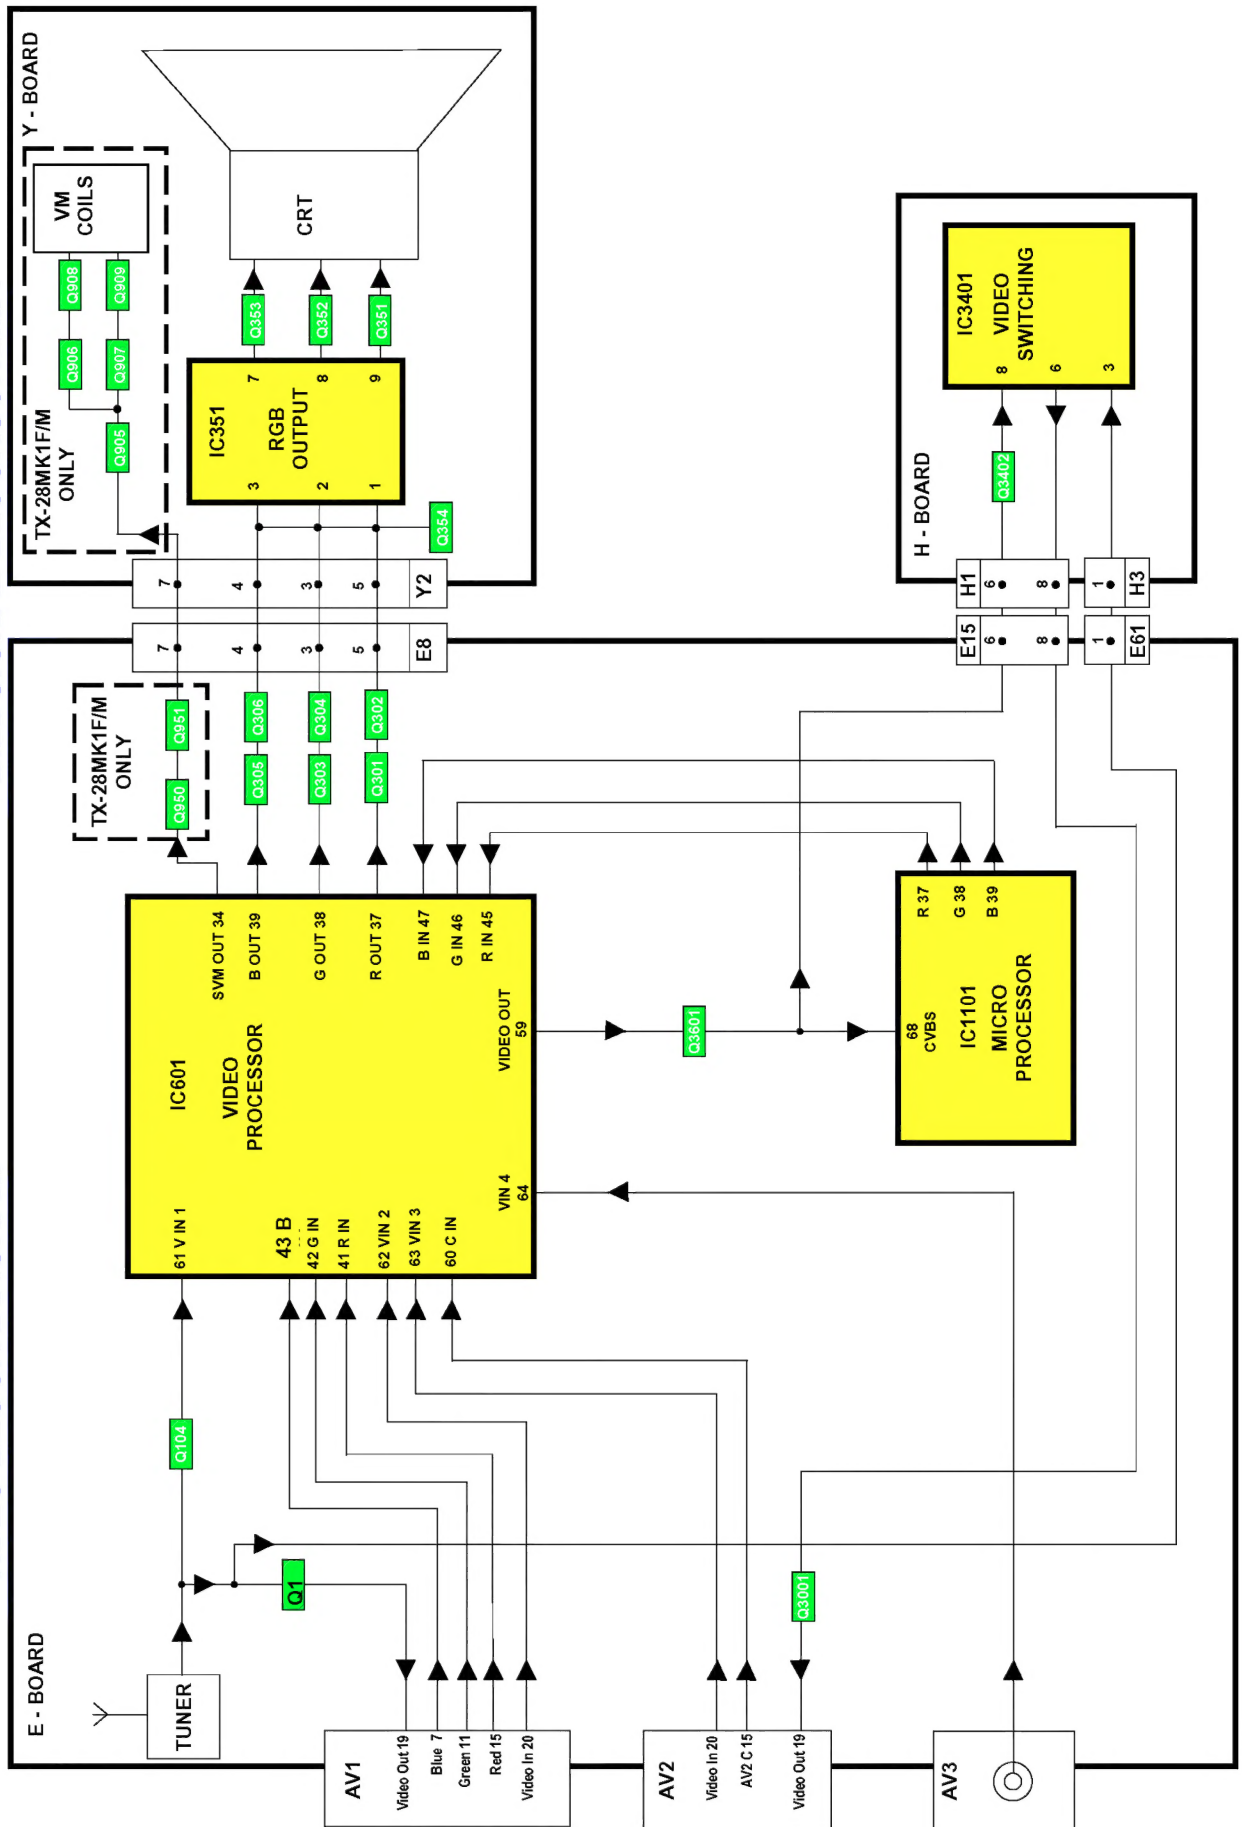 E - BOARD
TUNER
AV1
Video Out 19
Blue 7
Green 11
Red 15
Video In 20
AV2
Video In 20
AV2 C 15
Video Out 19
AV3
Q1
Q104
Q3001
61 V IN 1
43 B
42 G IN
41 R IN
62 VIN 2
63 VIN 3
60 C IN
VIN 4
64
IC601
VIDEO
PROCESSOR
VIDEO OUT
59
SVM OUT 34
B OUT 39
G OUT 38
R OUT 37
B IN 47
G IN 46
R IN 45
Q3601
68
CVBS
IC1101
MICRO
PROCESSOR
R 37
G 38
B 39
TX-28MK1F/M
ONLY
Q950
Q951
Q305
Q306
Q303
Q304
Q301
Q302
7
4
3
5
E8
E15
6
8
1
E61
7
4
3
5
Y2
H1
6
8
1
H3
Y - BOARD
TX-28MK1F/M
ONLY
Q905
Q906
Q907
Q908
Q909
VM
COILS
IC351
RGB
OUTPUT
3
2
1
7
8
9
Q354
Q353
Q352
Q351
CRT
H - BOARD
Q3402
IC3401
VIDEO
SWITCHING
8
6
3